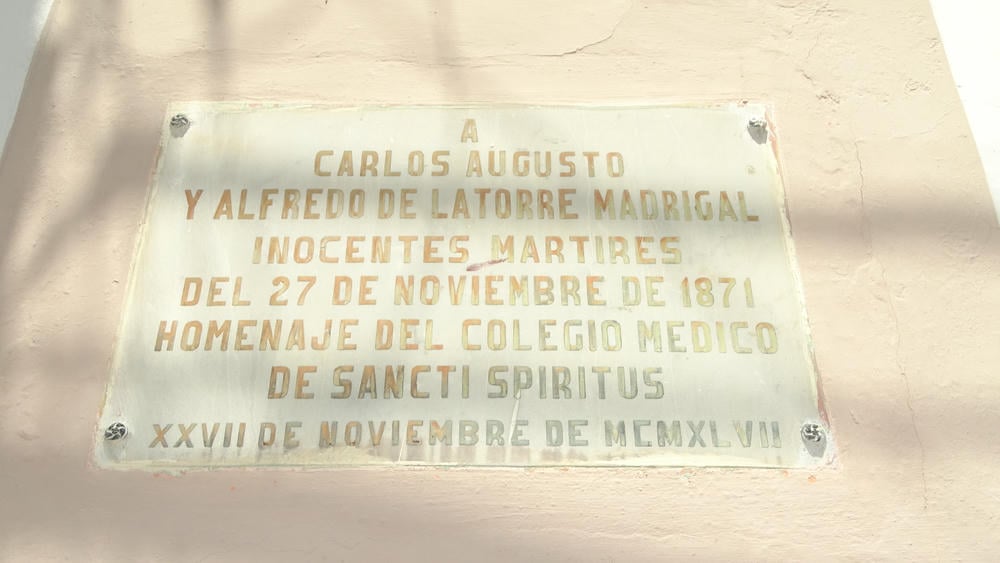 A
CARLOS AUGUSTO
Y ALFREDO DE LATORRE MADRIGAL
INOCENTES MARTIRES
DEL 27 DE NOVIEMBRE DE 1871
HOMENAJE DEL COLEGIO MEDICO
DE SANCTI SPIRITUS
XXVII DE NOVIEMBRE DE MCMXLVII